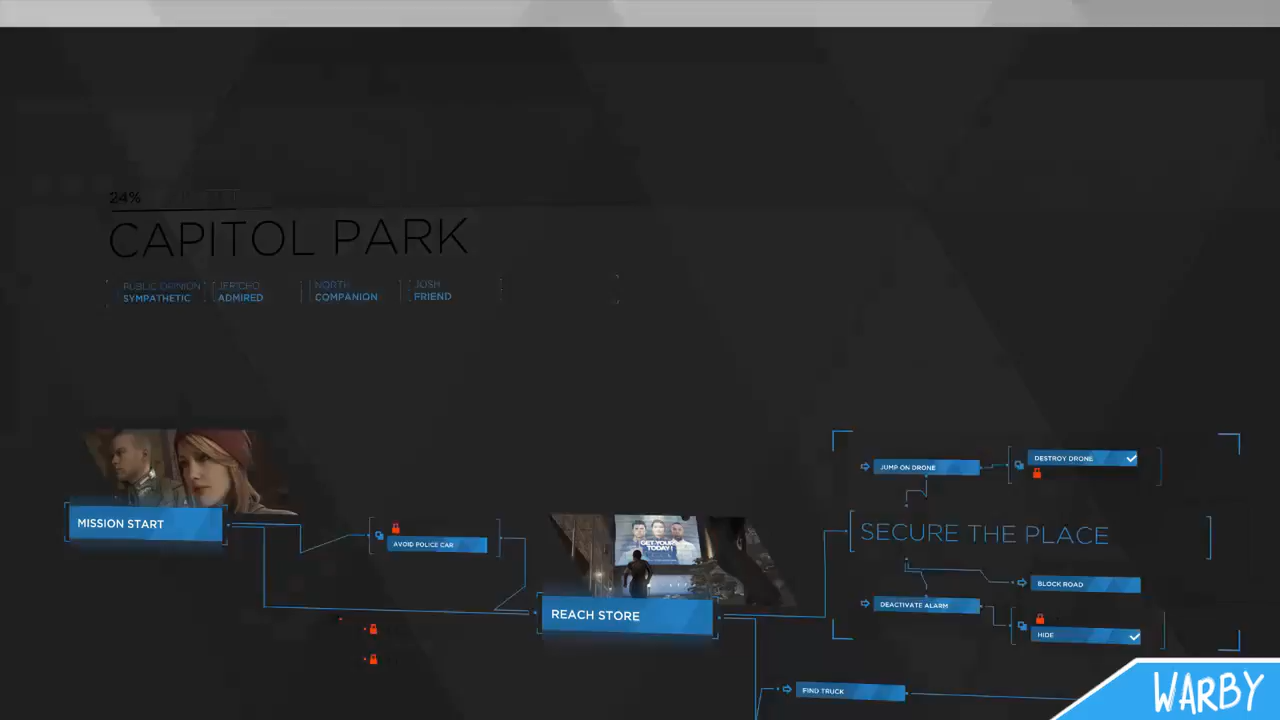 24%
CAPITOL PARK
PUBLIC OPINION
SYMPATHETIC
JERICHO
ADMIRED
NORTH
COMPANION
JOSH
FRIEND
JUMP ON DRONE
DESTROY DRONE
MISSION START
AVOID POLICE CAR
SECURE THE PLACE
GET YOURS
TODAY!
BLOCK ROAD
REACH STORE
DEACTIVATE ALARM
HIDE
FIND TRUCK
WARBY